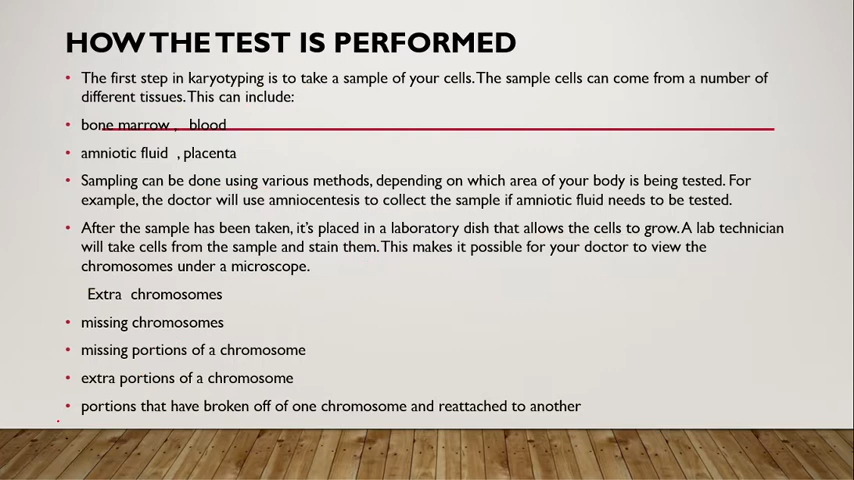 HOW THE TEST IS PERFORMED
• The first step in karyotyping is to take a sample of your cells. The sample cells can come from a number of
different tissues. This can include:
• bone marrow , blood
• amniotic fluid , placenta
• Sampling can be done using various methods, depending on which area of your body is being tested. For
example, the doctor will use amniocentesis to collect the sample if amniotic fluid needs to be tested.
• After the sample has been taken, it’s placed in a laboratory dish that allows the cells to grow. A lab technician
will take cells from the sample and stain them. This makes it possible for your doctor to view the
chromosomes under a microscope.
Extra chromosomes
• missing chromosomes
• missing portions of a chromosome
• extra portions of a chromosome
• portions that have broken off of one chromosome and reattached to another